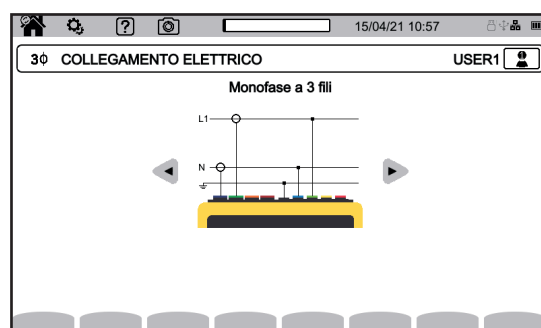 15/04/21 10:57
3Φ COLLEGAMENTO ELETTRICO USER1
Monofase a 3 fili
L1
N